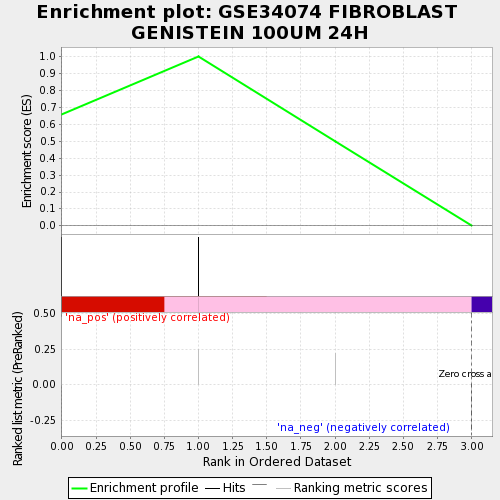 Enrichment plot: GSE34074 FIBROBLAST
GENISTEIN 100UM 24H
Enrichment score (ES)
1.0
0.9
0.8
0.7
0.6
0.5
0.4
0.3
0.2
0.1
0.0
'na_pos' (positively correlated)
Ranked list metric (PreRanked)
0.50
0.25
0.00
-0.25
Zero cross a
'na_neg' (negatively correlated)
0.00 0.25 0.50 0.75 1.00 1.25 1.50 1.75 2.00 2.25 2.50 2.75 3.00
Rank in Ordered Dataset
Enrichment profile Hits Ranking metric scores